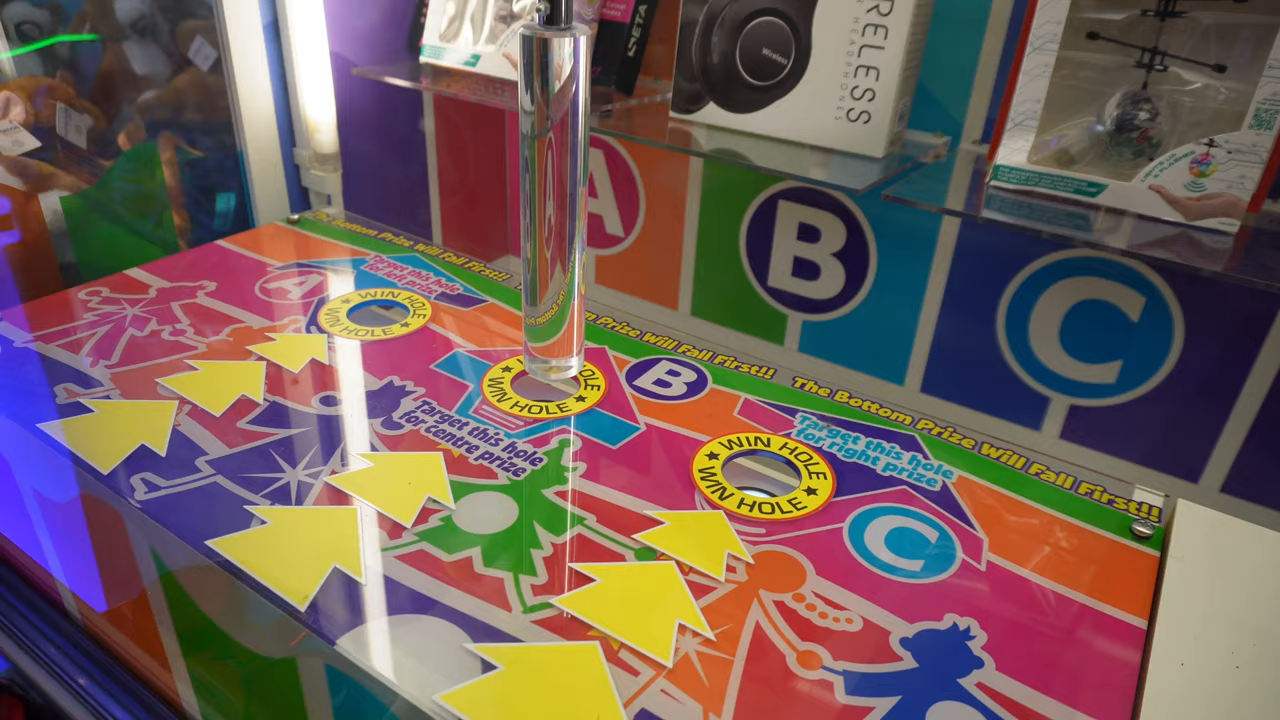 BETA
RELESS
HEADPHONES
Wireless
A
B
C
The Bottom Prize Will Fall First!!
m Prize Will Fall First!!
The Bottom Prize Will Fall First!!
A
Target this hole
for left prize
WIN HOLE
WIN HOLE
WIN HOLE
B
Target this hole
for centre prize
WIN HOLE
WIN HOLE
Target this hole
for right prize
C